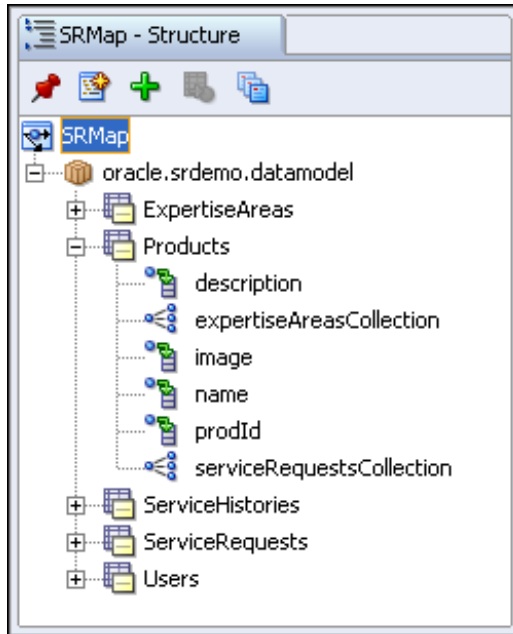 SRMap - Structure
SRMap
oracle.srdemo.datamodel
ExpertiseAreas
Products
description
expertiseAreasCollection
image
name
prodId
serviceRequestsCollection
ServiceHistories
ServiceRequests
Users